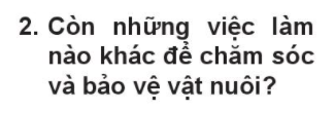 2. Còn những việc làm
nào khác để chăm sóc
và bảo vệ vật nuôi?